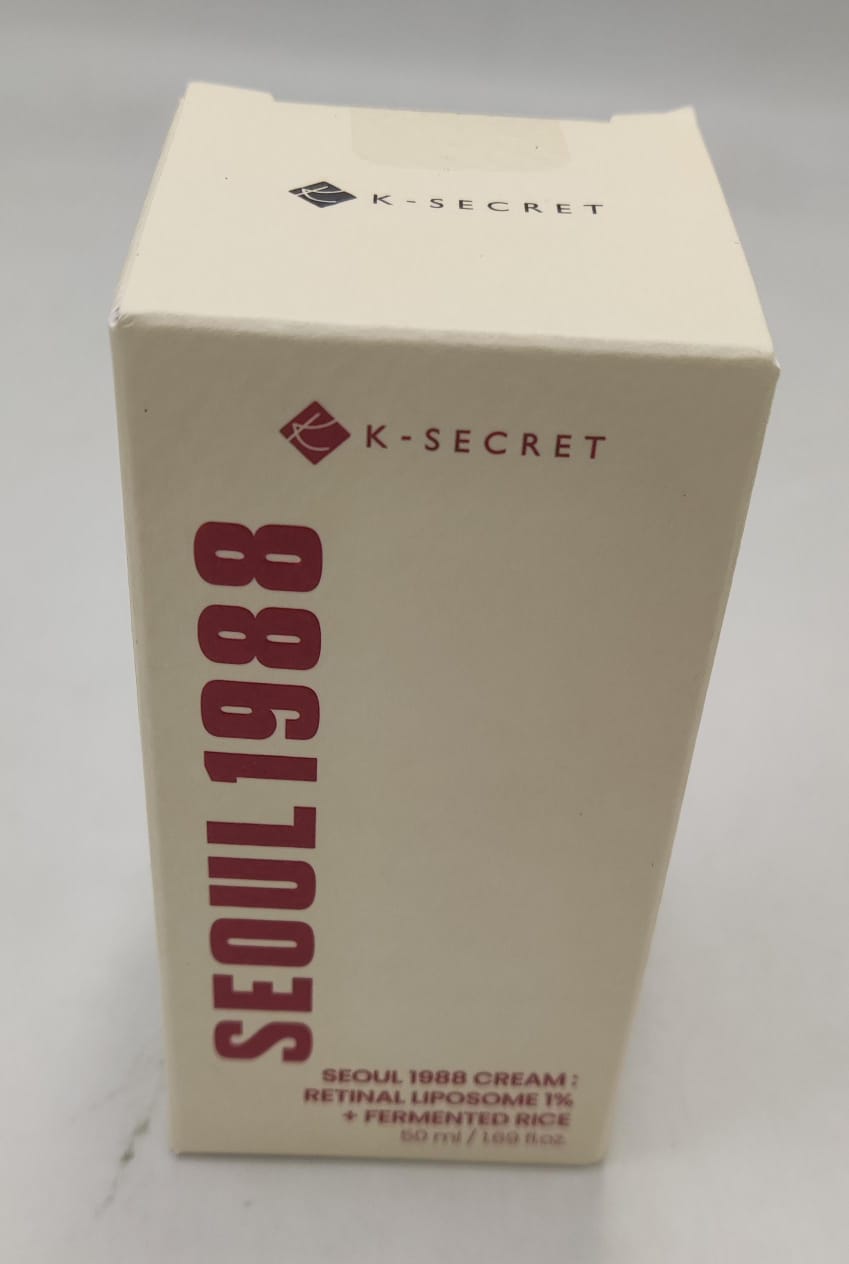 K-SECRET
K-SECRET
SEOUL 1988
SEOUL 1988 CREAM :
RETINAL LIPOSOME 1%
+ FERMENTED RICE
50 ml / 1.69 fl.oz.